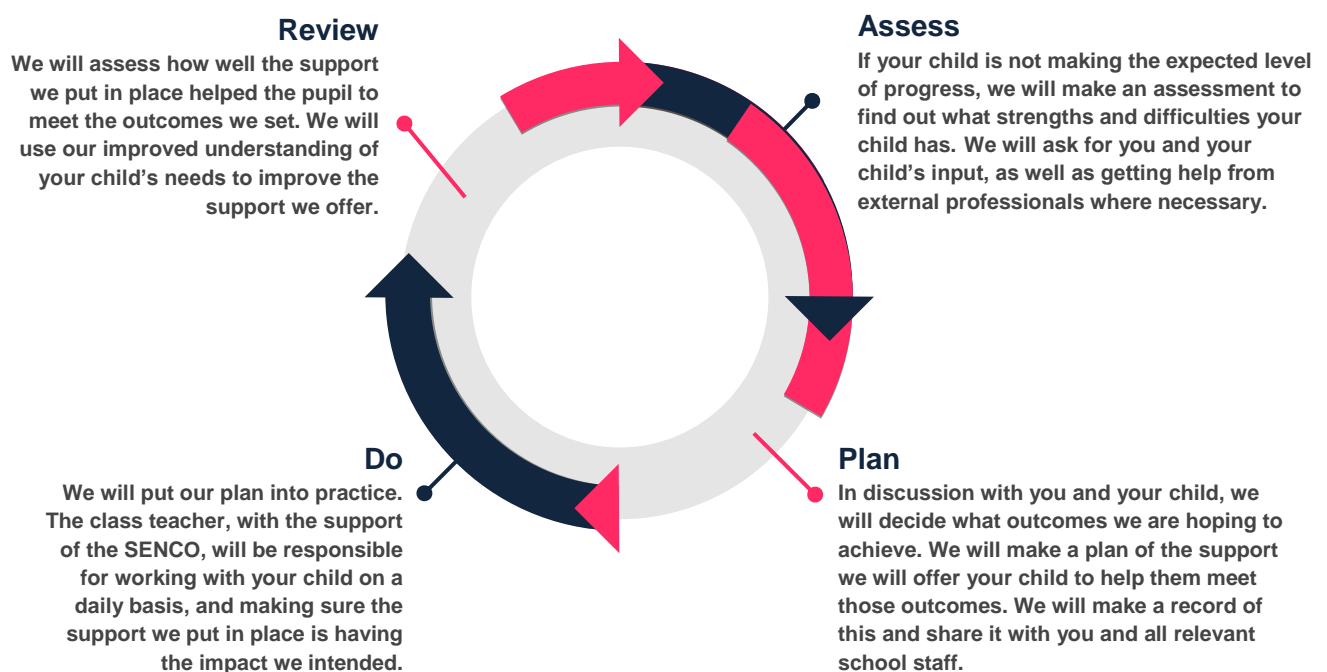 Review
We will assess how well the support
we put in place helped the pupil to
meet the outcomes we set. We will
use our improved understanding of
your child’s needs to improve the
support we offer.
Assess
If your child is not making the expected level
of progress, we will make an assessment to
find out what strengths and difficulties your
child has. We will ask for you and your
child’s input, as well as getting help from
external professionals where necessary.
Do
We will put our plan into practice.
The class teacher, with the support
of the SENCO, will be responsible
for working with your child on a
daily basis, and making sure the
support we put in place is having
the impact we intended.
Plan
In discussion with you and your child, we
will decide what outcomes we are hoping to
achieve. We will make a plan of the support
we will offer your child to help them meet
those outcomes. We will make a record of
this and share it with you and all relevant
school staff.